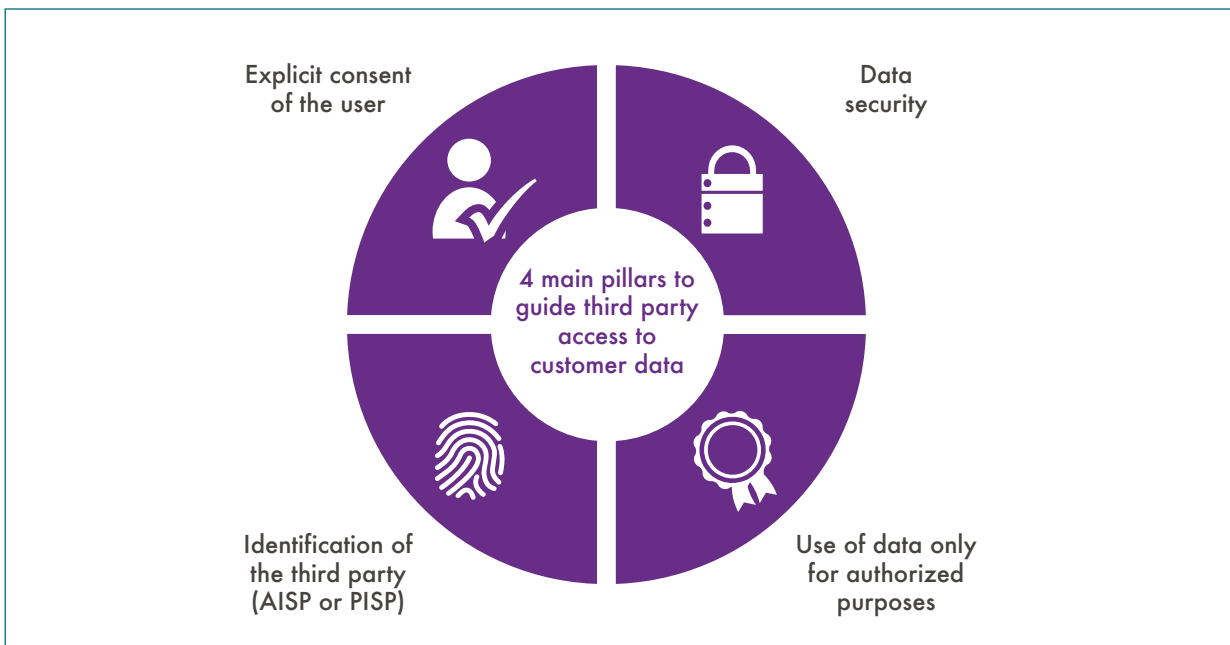 Explicit consent
of the user
Data
security
4 main pillars to
guide third party
access to
customer data
Identification of
the third party
(AISP or PISP)
Use of data only
for authorized
purposes